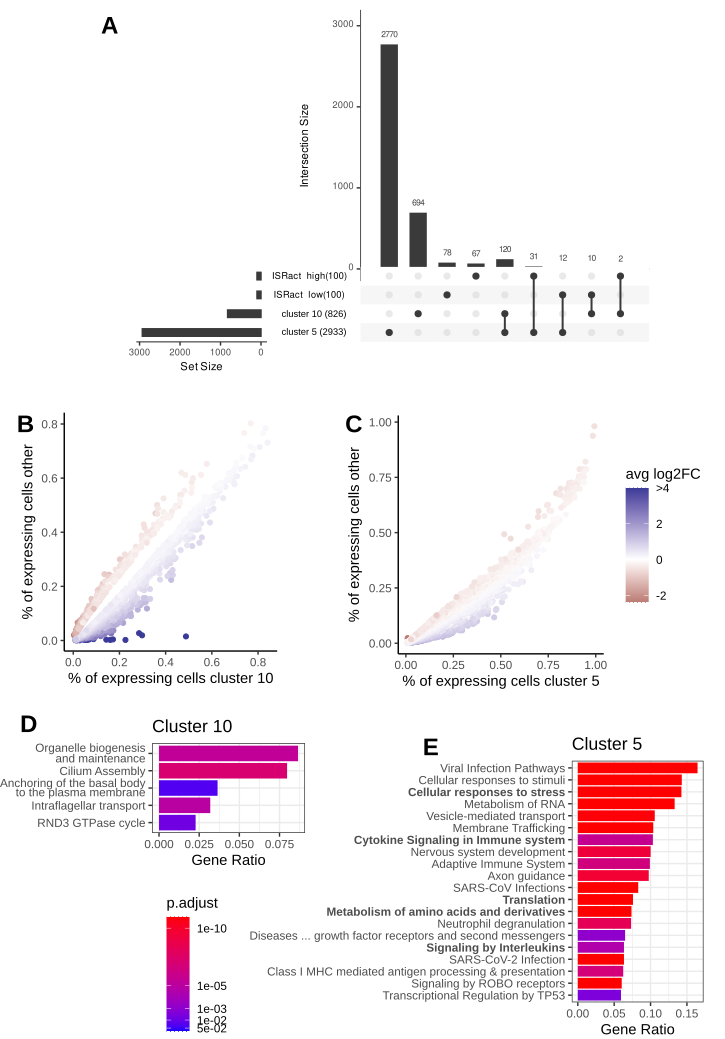 A
3000
2000
1000
0
Intersection Size
2770
694
78
67
120
31
12
10
2
ISRact high(100)
ISRact low(100)
cluster 10 (826)
cluster 5 (2933)
3000 2000 1000 0
Set Size
B
0.8
0.6
0.4
0.2
0.0
% of expressing cells other
0.0 0.2 0.4 0.6 0.8
% of expressing cells cluster 10
C
1.00
0.75
0.50
0.25
0.00
% of expressing cells other
0.00 0.25 0.50 0.75 1.00
% of expressing cells cluster 5
avg log2FC
>4
2
0
-2
D
Cluster 10
Organelle biogenesis
and maintenance
Cilium Assembly
Anchoring of the basal body
to the plasma membrane
Intraflagellar transport
RND3 GTPase cycle
0.000 0.025 0.050 0.075
Gene Ratio
p.adjust
1e-10
1e-05
1e-03
1e-02
5e-02
E
Cluster 5
Viral Infection Pathways
Cellular responses to stimuli
Cellular responses to stress
Metabolism of RNA
Vesicle-mediated transport
Membrane Trafficking
Cytokine Signaling in Immune system
Nervous system development
Adaptive Immune System
Axon guidance
SARS-CoV Infections
Translation
Metabolism of amino acids and derivatives
Neutrophil degranulation
Diseases ... growth factor receptors and second messengers
Signaling by Interleukins
SARS-CoV-2 Infection
Class I MHC mediated antigen processing & presentation
Signaling by ROBO receptors
Transcriptional Regulation by TP53
0.00 0.05 0.10 0.15
Gene Ratio